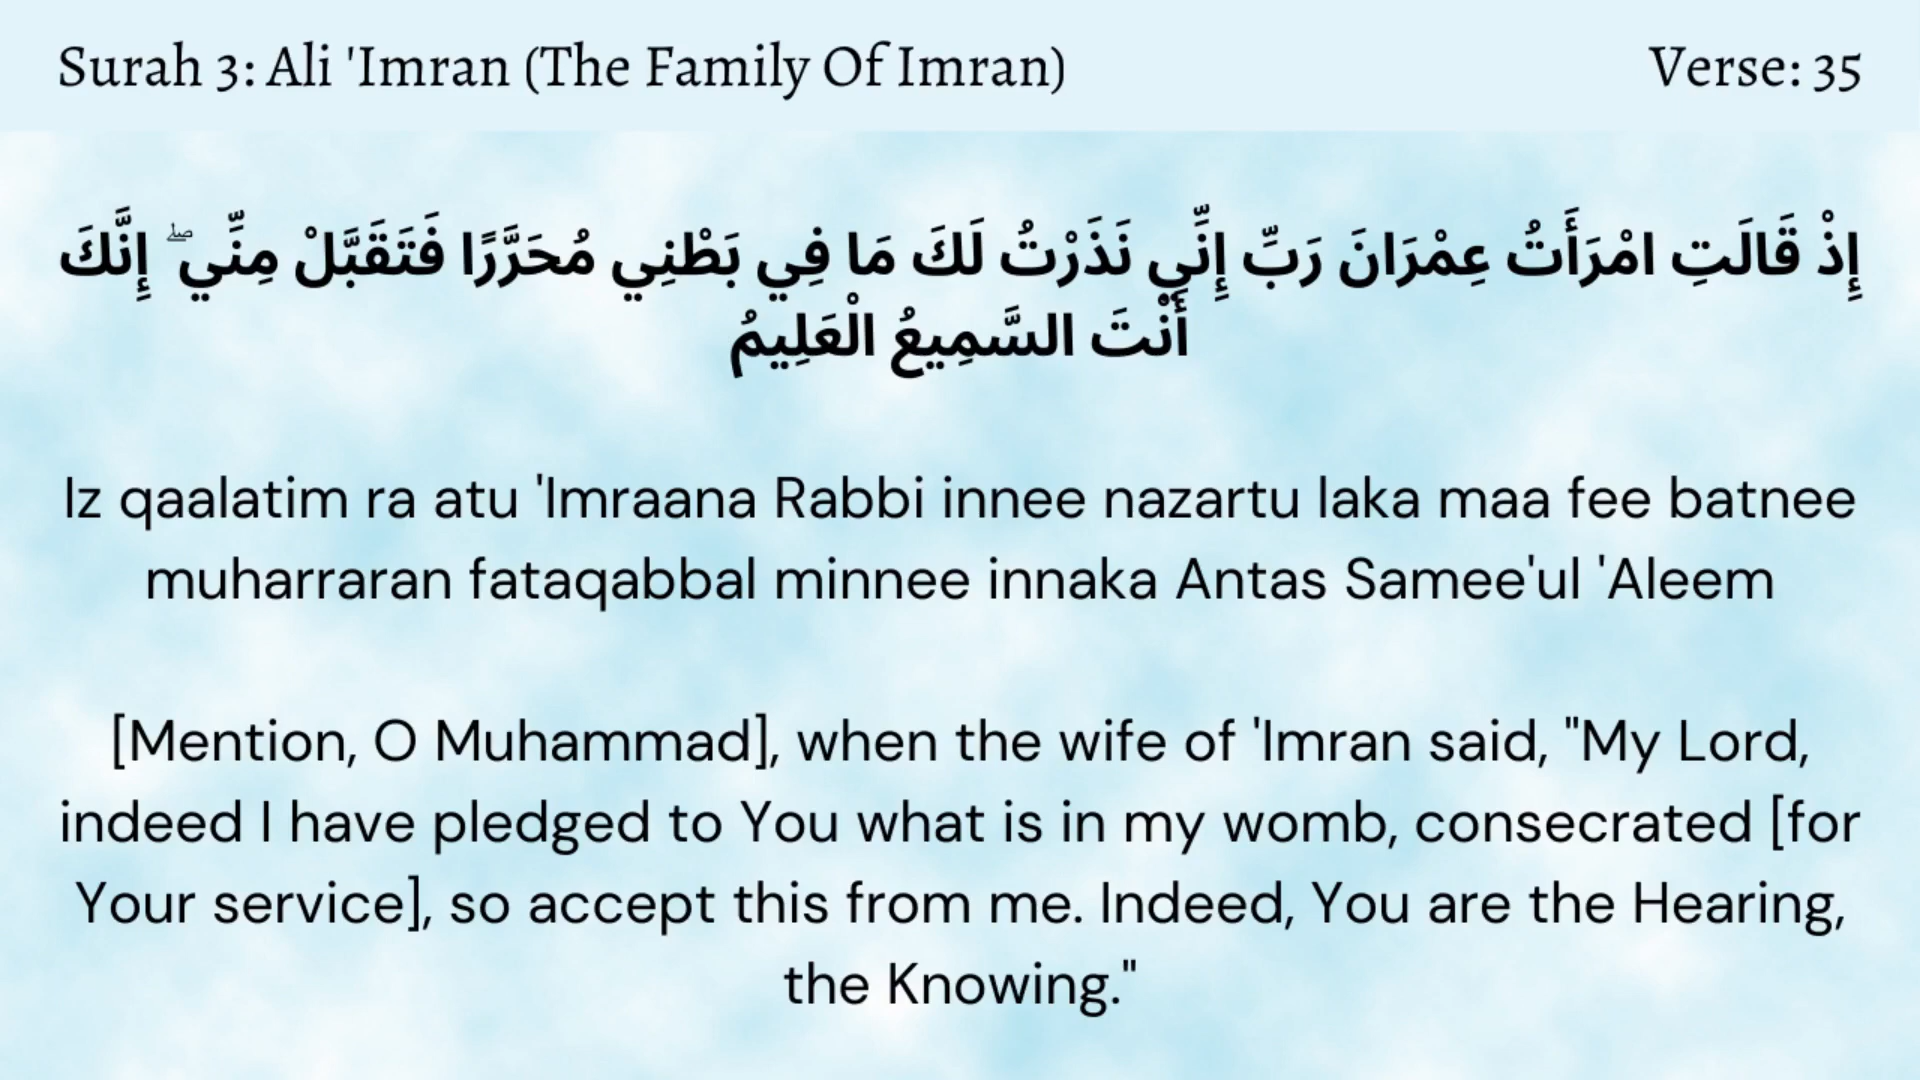 Surah 3: Ali 'Imran (The Family Of Imran)
Verse: 35
إِذْ قَالَتِ امْرَأَتُ عِمْرَانَ رَبِّ إِنِّي نَذَرْتُ لَكَ مَا فِي بَطْنِي مُحَرَّرًا فَتَقَبَّلْ مِنِّي ۖ إِنَّكَ
أَنْتَ السَّمِيعُ الْعَلِيمُ
Iz qaalatim ra atu 'Imraana Rabbi innee nazartu laka maa fee batnee
muharraran fataqabbal minnee innaka Antas Samee'ul 'Aleem
[Mention, O Muhammad], when the wife of 'Imran said, "My Lord,
indeed I have pledged to You what is in my womb, consecrated [for
Your service], so accept this from me. Indeed, You are the Hearing,
the Knowing."